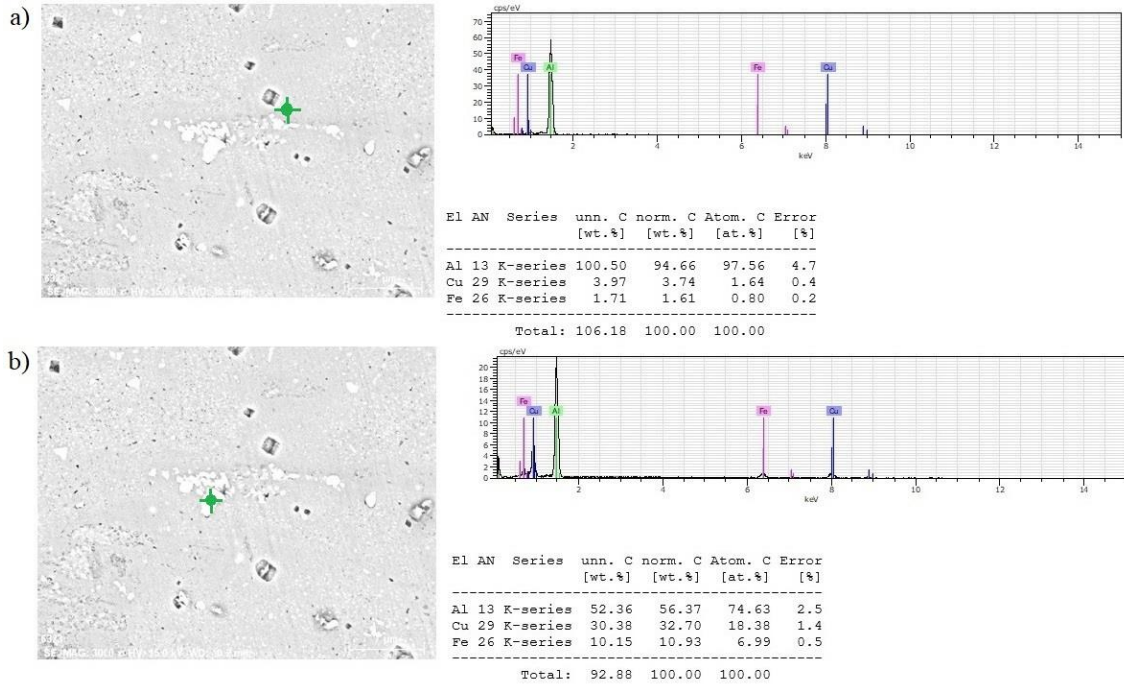 a)
cps/eV
70
60
50
40
30
20
10
0
Fe Cu Al Fe Cu
2 4 6 8 10 12 14
keV
El AN Series unn. C norm. C Atom. C Error
[wt.%] [wt.%] [at.%] [%]
Al 13 K-series 100.50 94.66 97.56 4.7
Cu 29 K-series 3.97 3.74 1.64 0.4
Fe 26 K-series 1.71 1.61 0.80 0.2
Total: 106.18 100.00 100.00
b)
cps/eV
20
18
16
14
12
10
8
6
4
2
0
Fe Cu Al Fe Cu
2 4 6 8 10 12 14
keV
El AN Series unn. C norm. C Atom. C Error
[wt.%] [wt.%] [at.%] [%]
Al 13 K-series 52.36 56.37 74.63 2.5
Cu 29 K-series 30.38 32.70 18.38 1.4
Fe 26 K-series 10.15 10.93 6.99 0.5
Total: 92.88 100.00 100.00